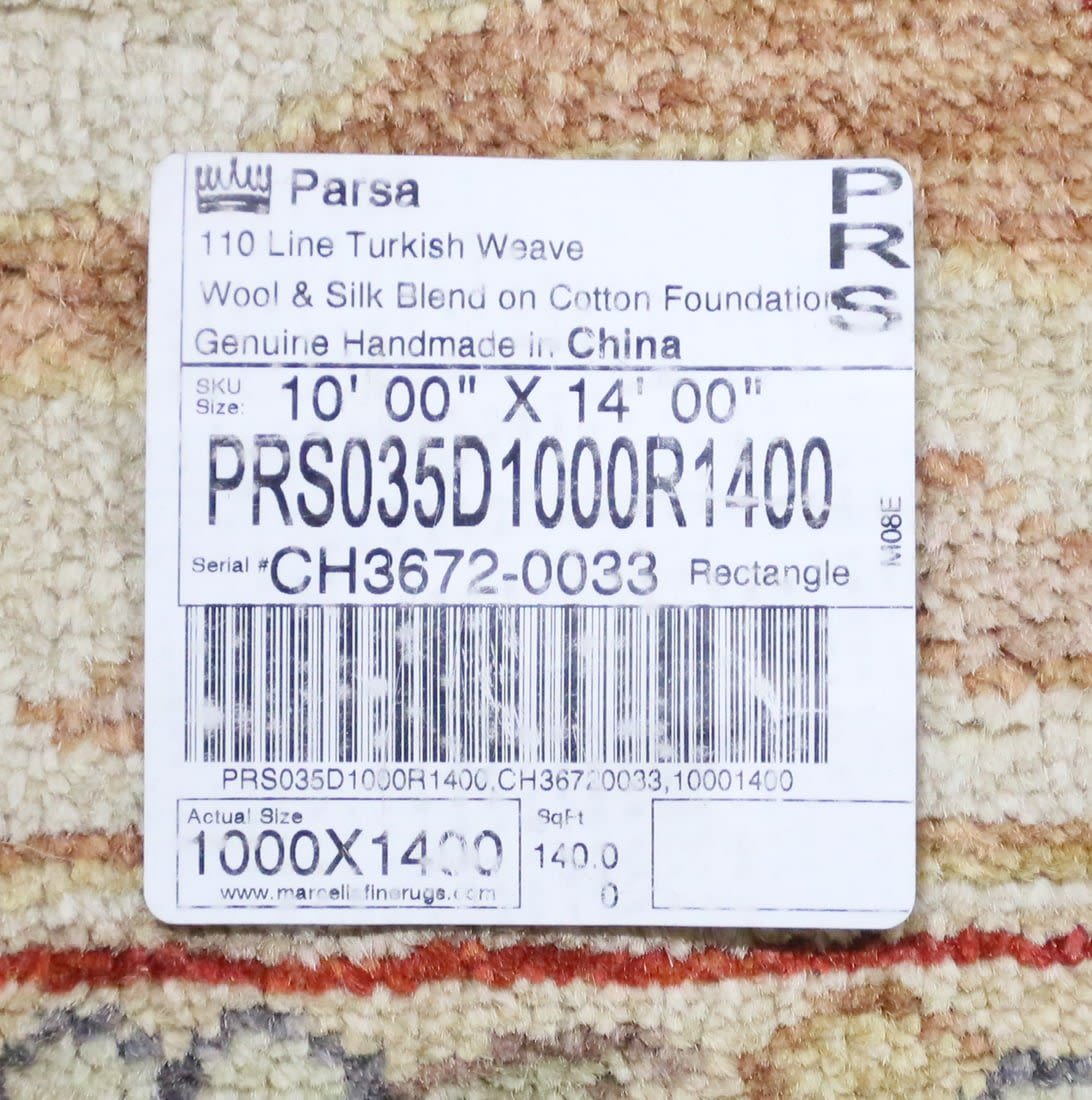 Parsa
PRS
110 Line Turkish Weave
Wool & Silk Blend on Cotton Foundation
Genuine Handmade in China
SKU
Size: 10' 00" X 14' 00"
PRS035D1000R1400
M08E
Serial # CH3672-0033 Rectangle
PRS035D1000R1400,CH36720033,10001400
Actual Size
1000X1400
www.marcellafinerugs.com
SqFt
140.0
0